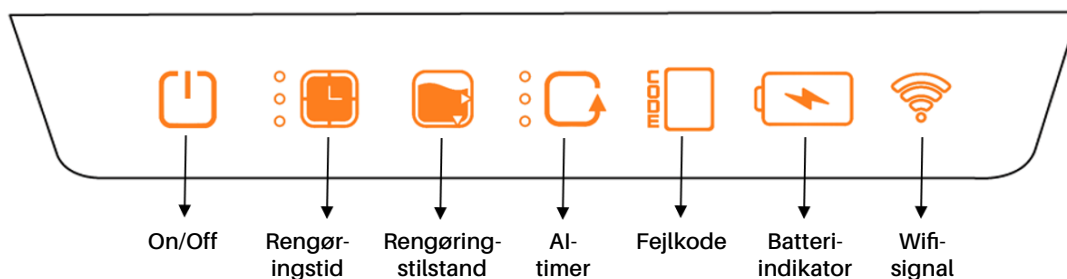 CODE
On/Off
Rengør-
ingstid
Rengøring-
stilstand
AI-
timer
Fejlkode
Batteri-
indikator
Wifi-
signal